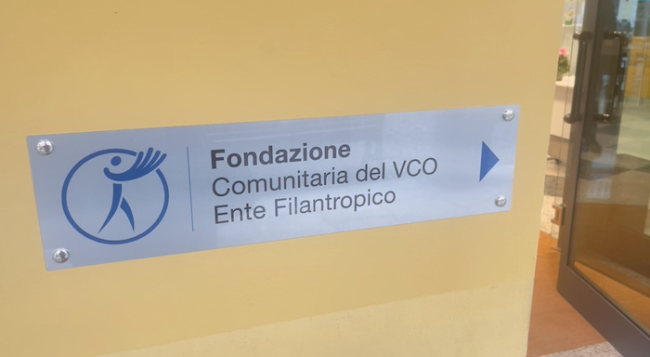 Fondazione
Comunitaria del VCO
Ente Filantropico